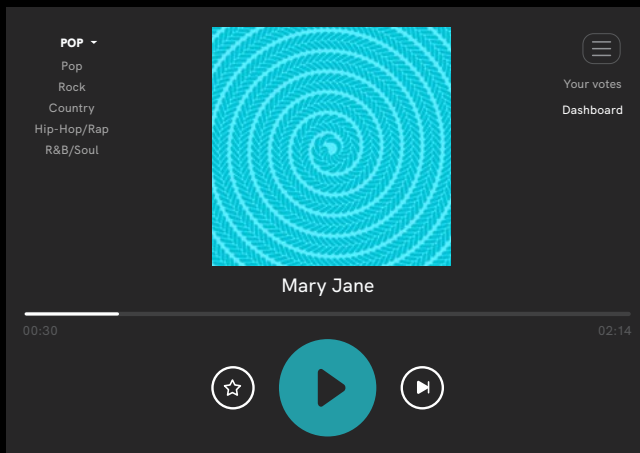 POP
Pop
Rock
Country
Hip-Hop/Rap
R&B/Soul
Your votes
Dashboard
Mary Jane
00:30
02:14